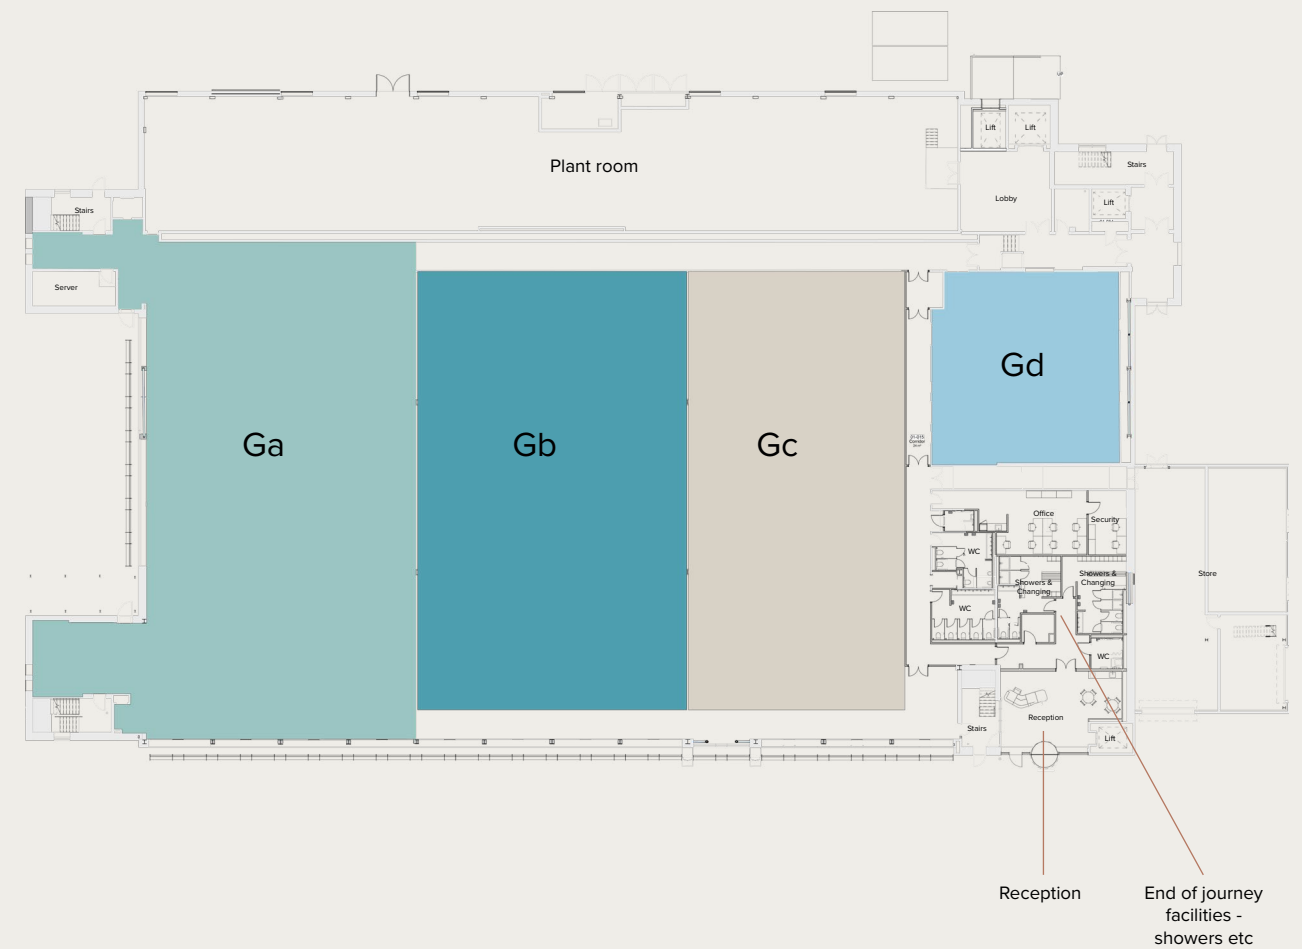 Lift
Lift
Plant room
Stairs
Lobby
Lift
Stairs
Server
Gd
Ga
Gb
Gc
Corridor
Office
Security
WC
Showers &
Changing
Showers &
Changing
Store
WC
WC
Reception
Stairs
Lift
Reception
End of journey
facilities -
showers etc